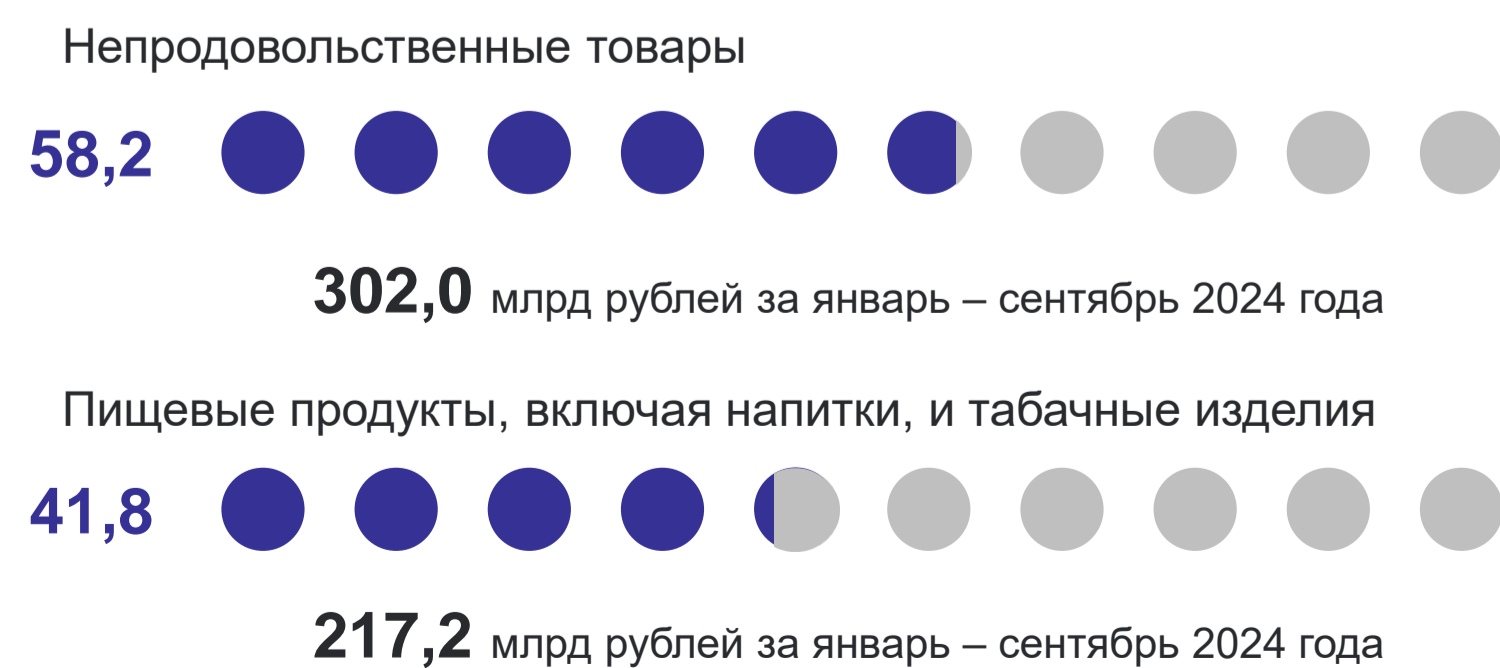 Непродовольственные товары
58,2
302,0 млрд рублей за январь – сентябрь 2024 года
Пищевые продукты, включая напитки, и табачные изделия
41,8
217,2 млрд рублей за январь – сентябрь 2024 года